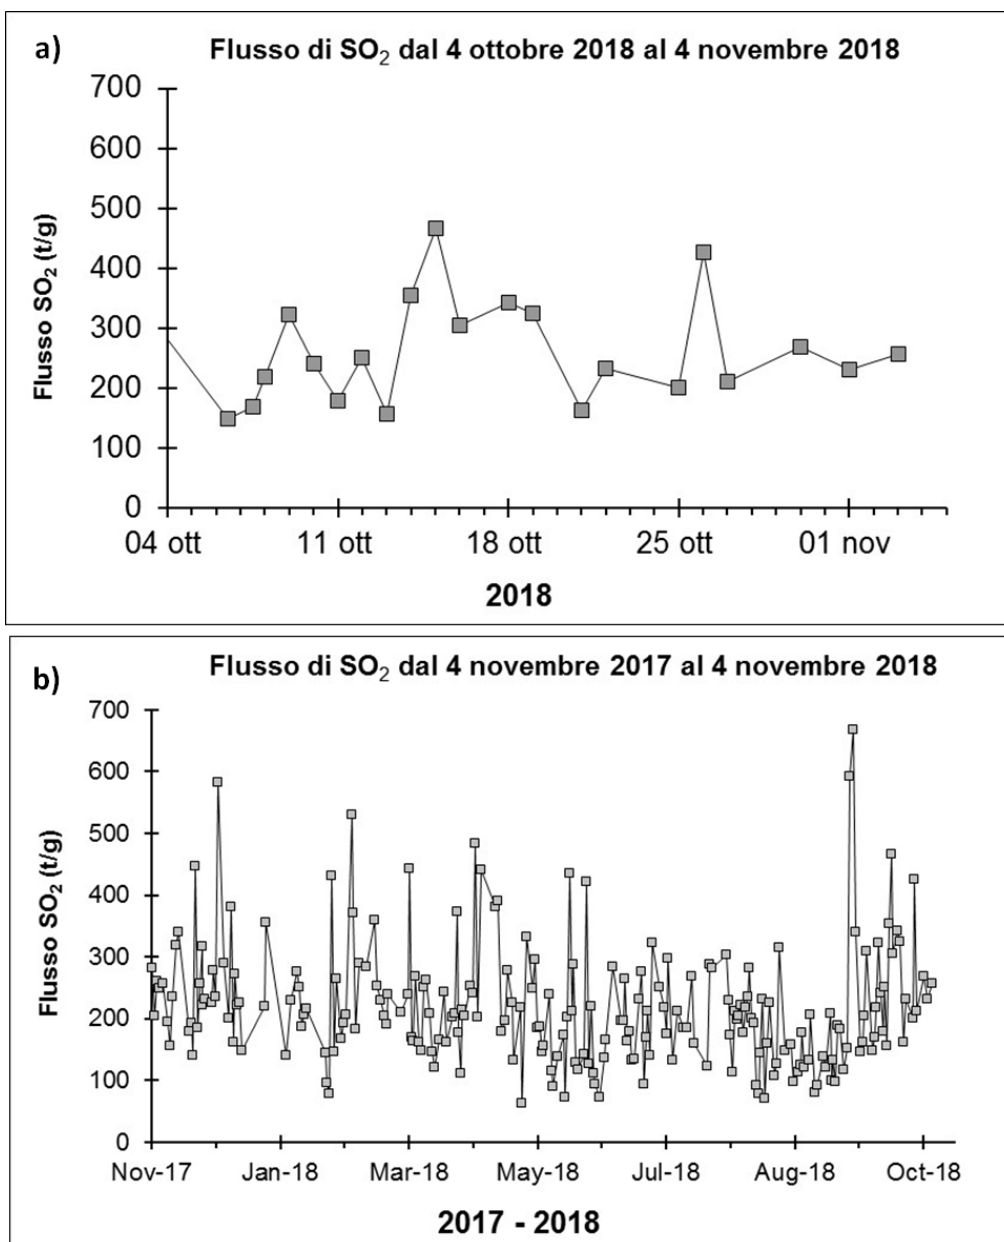 a)
Flusso di SO₂ dal 4 ottobre 2018 al 4 novembre 2018
700
600
500
400
300
200
100
0
Flusso SO₂ (t/g)
04 ott 11 ott 18 ott 25 ott 01 nov
2018
b)
Flusso di SO₂ dal 4 novembre 2017 al 4 novembre 2018
700
600
500
400
300
200
100
0
Flusso SO₂ (t/g)
Nov-17 Jan-18 Mar-18 May-18 Jul-18 Aug-18 Oct-18
2017 - 2018